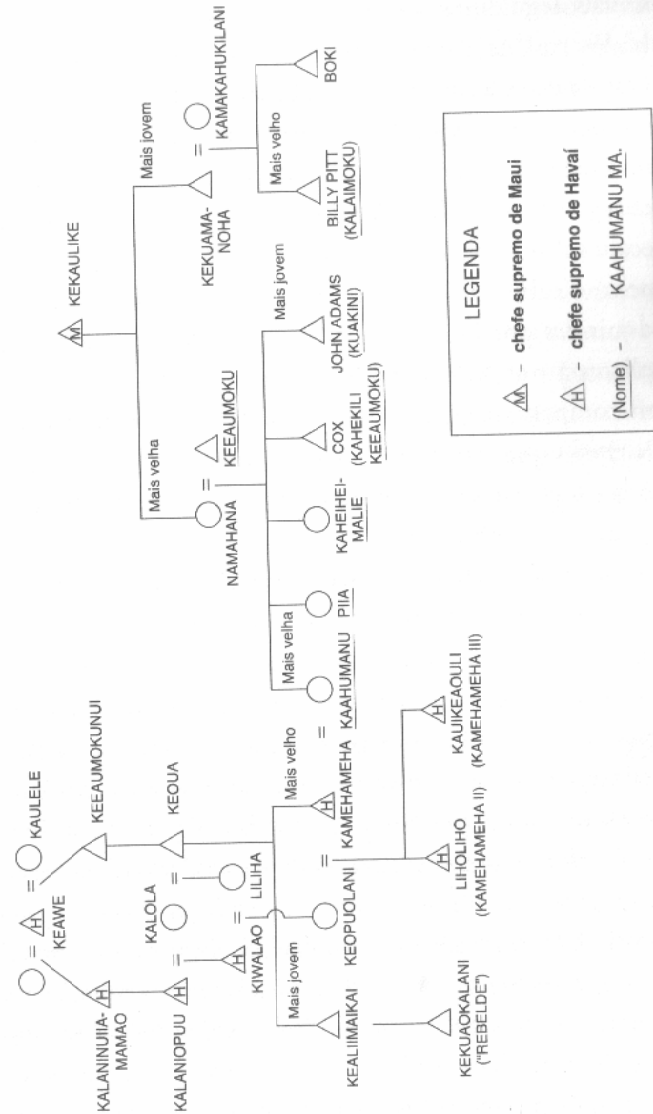 KEKAULIKE
M
KAULELE
H
KEAWE
Mais velha
Mais jovem
KALANINUIIA-
MAMAO
H
KEEAUMOKUNUI
NAMAHANA
KEEAUMOKU
KEKUAMA-
NOHA
KAMAKAHUKILANI
KALANIOPUU
H
KALOLA
KEOUA
Mais velha
Mais jovem
Mais velho
KIWALAO
H
LILIHA
KAAHUMANU
PIIA
KAHEIHEI-
MALIE
COX
(KAHEKILI
KEEAUMOKU)
JOHN ADAMS
(KUAKINI)
BILLY PITT
(KALAIMOKU)
BOKI
Mais jovem
Mais velho
KEALIIMAIKAI
KEOPUOLANI
KAMEHAMEHA
H
KEKUAOKALANI
("REBELDE")
H
LIHOLIHO
(KAMEHAMEHA II)
H
KAUIKEAOULI
(KAMEHAMEHA III)
LEGENDA
M - chefe supremo de Maui
H - chefe supremo de Havaí
(Nome) - KAAHUMANU MA.